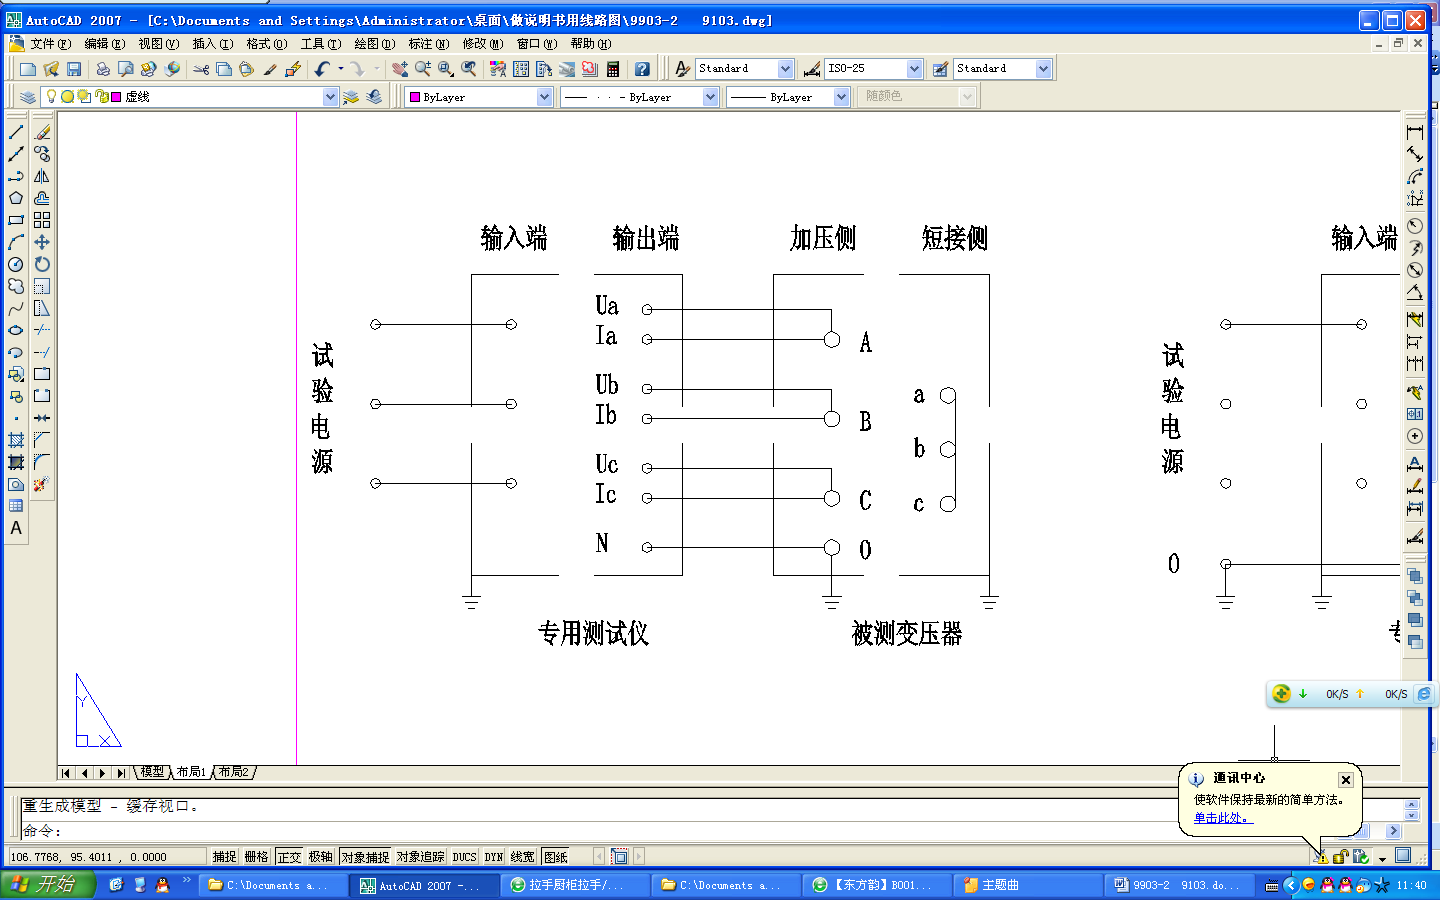 AutoCAD 2007 - [C:\Documents and Settings\Administrator\桌面\做说明书用线路图\9903-2 9103.dwg]
文件(F) 编辑(E) 视图(V) 插入(I) 格式(O) 工具(T) 绘图(D) 标注(N) 修改(M) 窗口(W) 帮助(H)
Standard ISO-25 Standard
虚线 ByLayer ByLayer ByLayer 随颜色
输入端 输出端 加压侧 短接侧 输入端
Ua
Ia A
试验电源
Ub a
Ib B
b
Uc
Ic C c
N O
试验电源
0
专用测试仪 被测变压器
Y
X
A
0K/S 0K/S
模型 布局1 布局2
通讯中心
使软件保持最新的简单方法。
单击此处。
重生成模型 - 缓存视口。
命令:
106.7768, 95.4011 , 0.0000 捕捉 栅格 正交 极轴 对象捕捉 对象追踪 DUCS DYN 线宽 图纸
开始 C:\Documents a... AutoCAD 2007 -... 拉手厨柜拉手/... C:\Documents a... 【东方韵】B001... 主题曲 9903-2 9103.do... 11:40